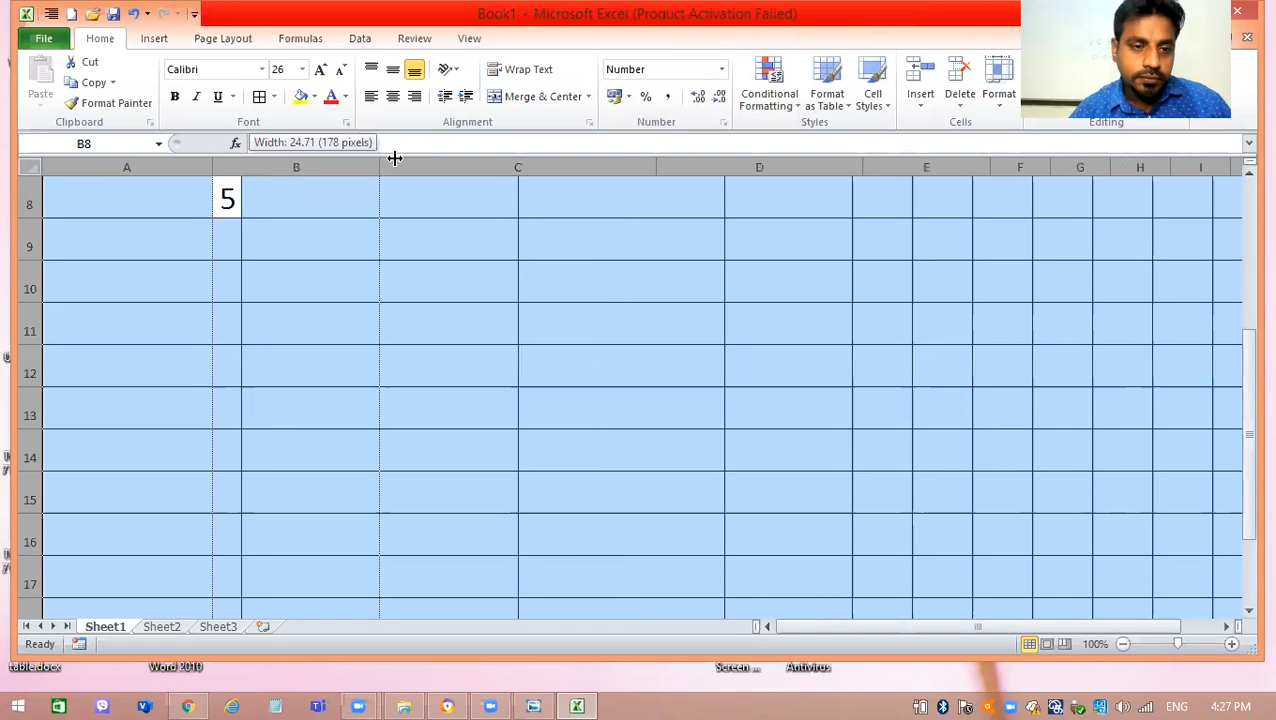 Book1 - Microsoft Excel (Product Activation Failed)
File Home Insert Page Layout Formulas Data Review View
Paste
Cut
Copy
Format Painter
Calibri 26
B I U A
Wrap Text
Merge & Center
Number
% ,
Conditional Formatting
Format as Table
Cell Styles
Insert
Delete
Format
Clipboard Font Alignment Number Styles Cells Editing
B8 fx Width: 24.71 (178 pixels)
A B C D E F G H I
8 5
9
10
11
12
13
14
15
16
17
Sheet1 Sheet2 Sheet3
Ready 100%
table.docx Word 2010 Screen ... Antivirus
ENG 4:27 PM